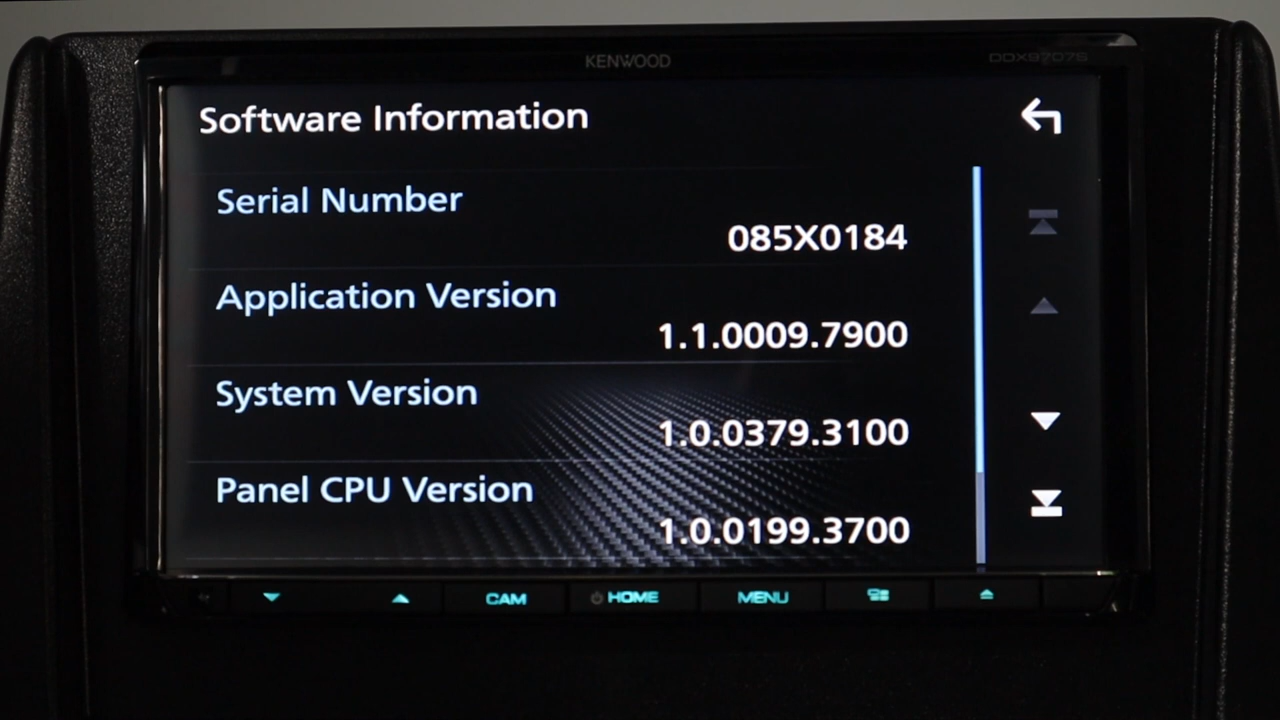 KENWOOD
DDX9707S
Software Information
Serial Number
085X0184
Application Version
1.1.0009.7900
System Version
1.0.0379.3100
Panel CPU Version
1.0.0199.3700
CAM
HOME
MENU